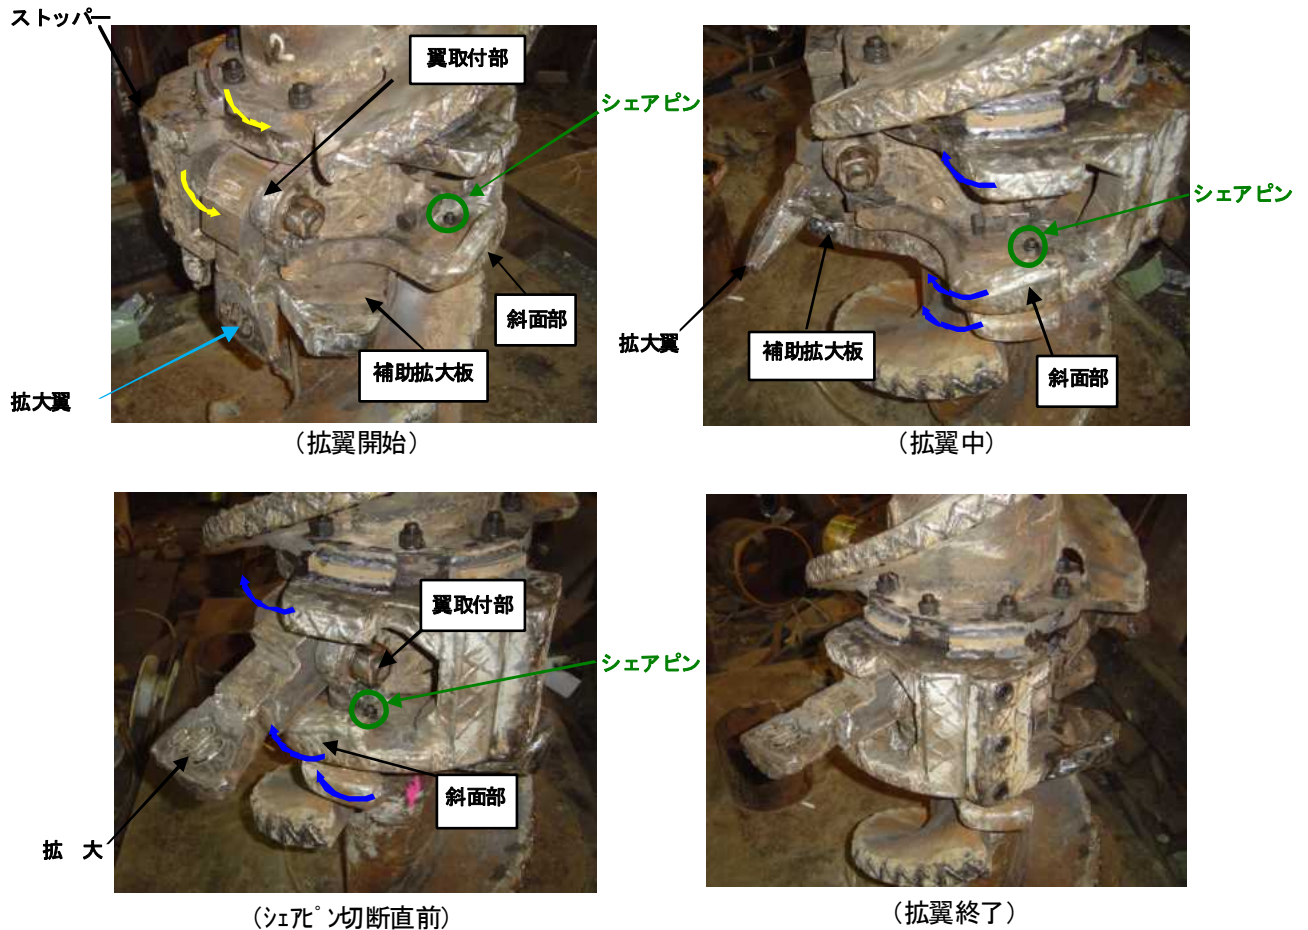 ストッパー
翼取付部
シェアピン
斜面部
補助拡大板
拡大翼
（拡翼開始）
シェアピン
拡大翼
補助拡大板
斜面部
（拡翼中）
翼取付部
シェアピン
斜面部
拡　大
（ｼｪｱﾋﾟﾝ切断直前）
（拡翼終了）